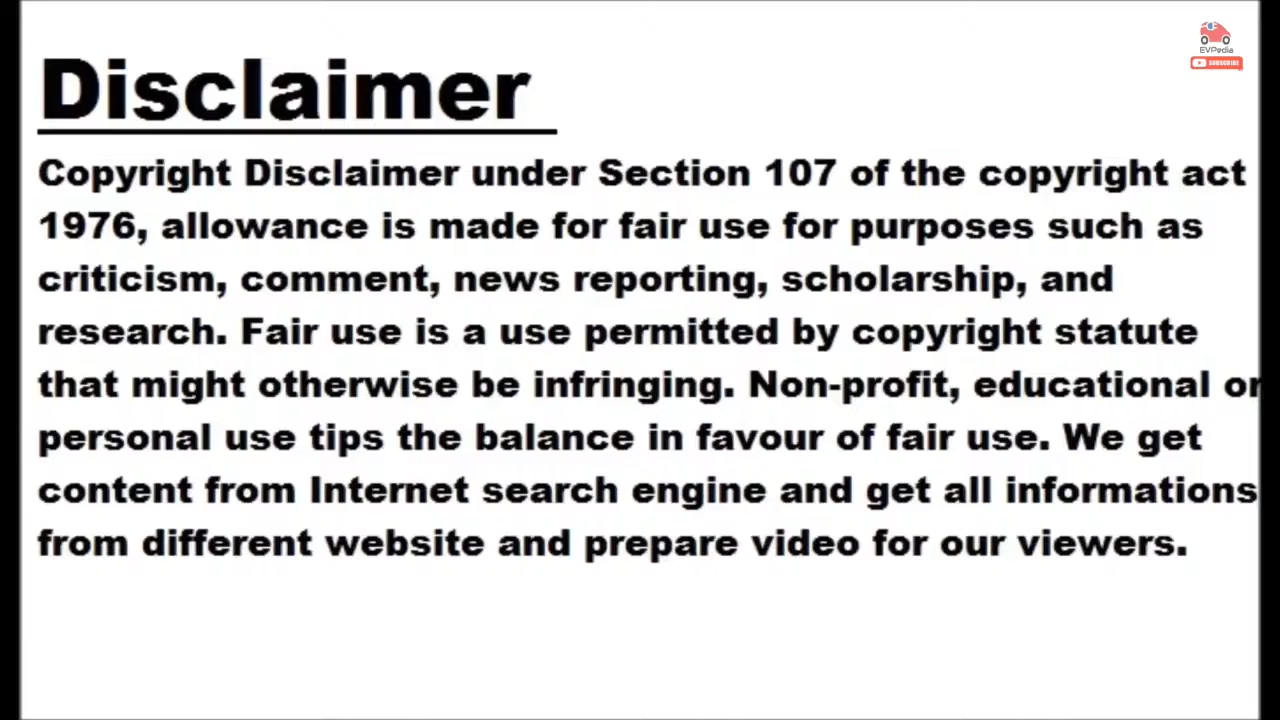 EVPedia
SUBSCRIBE
Disclaimer
Copyright Disclaimer under Section 107 of the copyright act
1976, allowance is made for fair use for purposes such as
criticism, comment, news reporting, scholarship, and
research. Fair use is a use permitted by copyright statute
that might otherwise be infringing. Non-profit, educational or
personal use tips the balance in favour of fair use. We get
content from Internet search engine and get all informations
from different website and prepare video for our viewers.